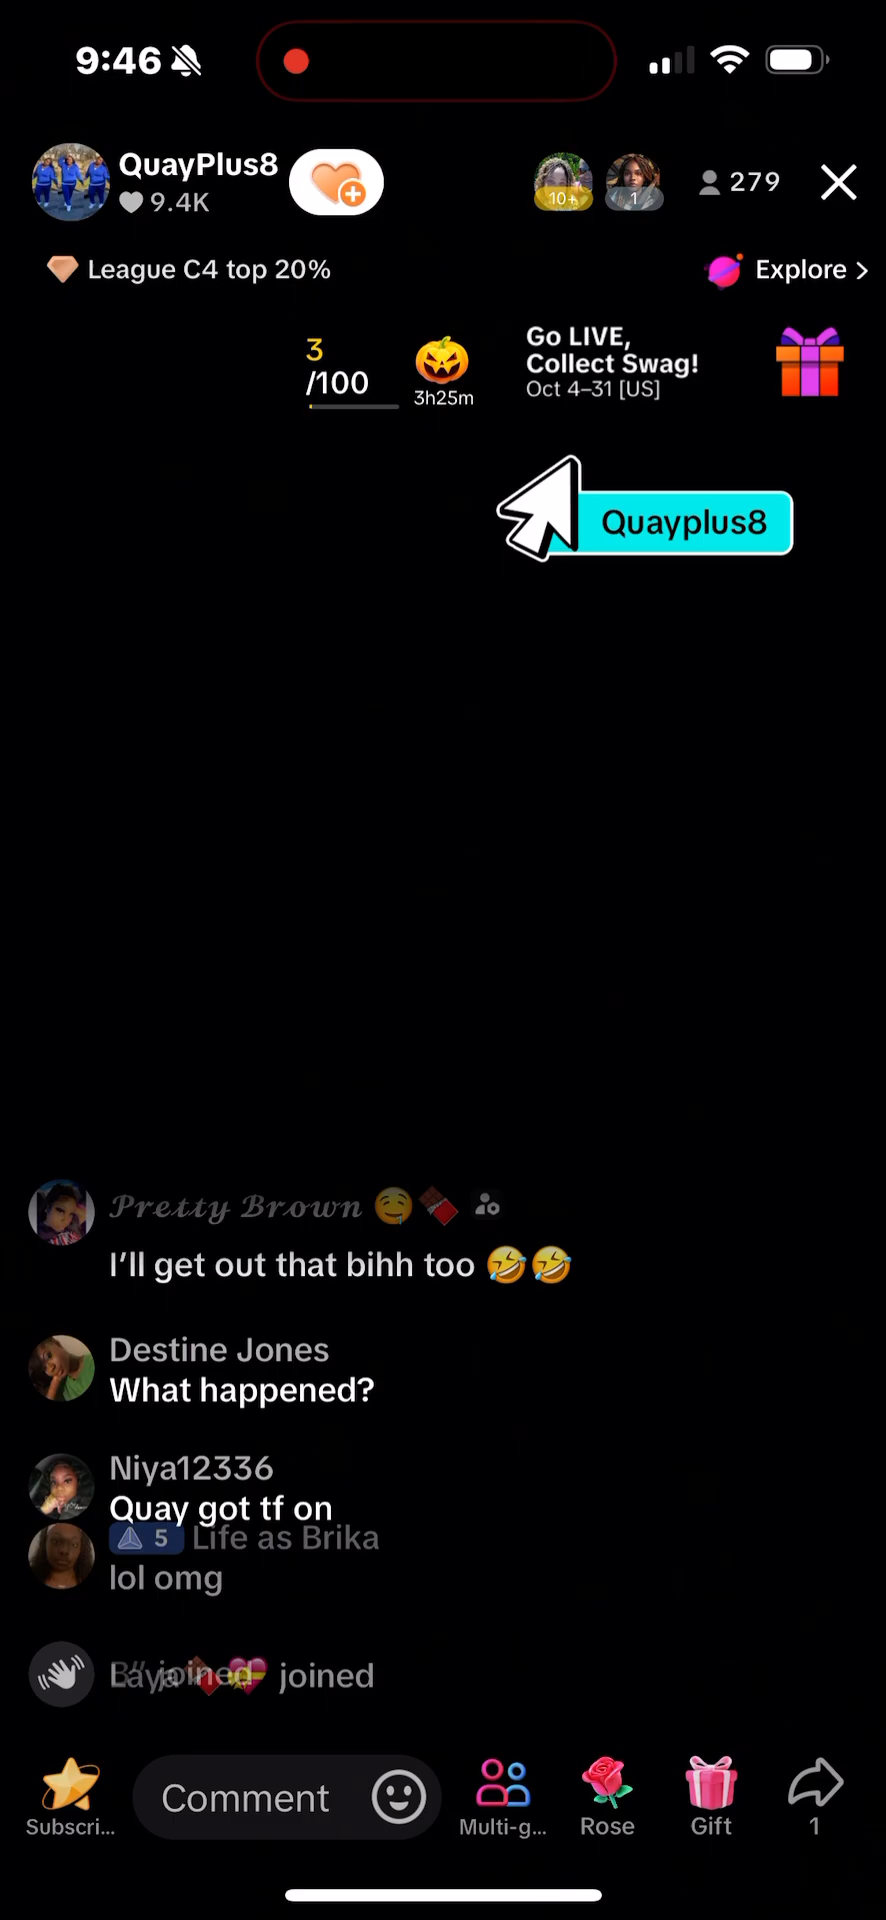 9:46
QuayPlus8
9.4K
10+
1
279
League C4 top 20%
Explore >
3
/100
3h25m
Go LIVE,
Collect Swag!
Oct 4–31 [US]
Quayplus8
𝓟𝓻𝓮𝓽𝓽𝔂 𝓑𝓻𝓸𝔀𝓷 🤤🍫
I’ll get out that bihh too 🤣🤣
Destine Jones
What happened?
Niya12336
Quay got tf on
5 Life as Brika
lol omg
joined
Comment
Subscri...
Multi-g...
Rose
Gift
1